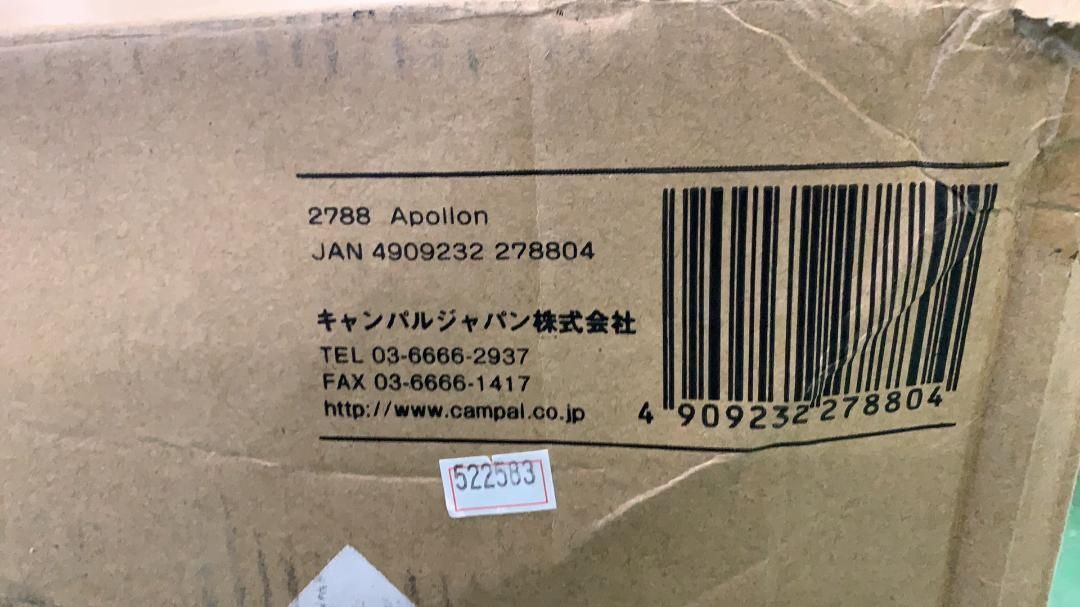 2788 Apollon
JAN 4909232 278804
キャンパルジャパン株式会社
TEL 03-6666-2937
FAX 03-6666-1417
http://www.campal.co.jp
4 909232 278804
522583